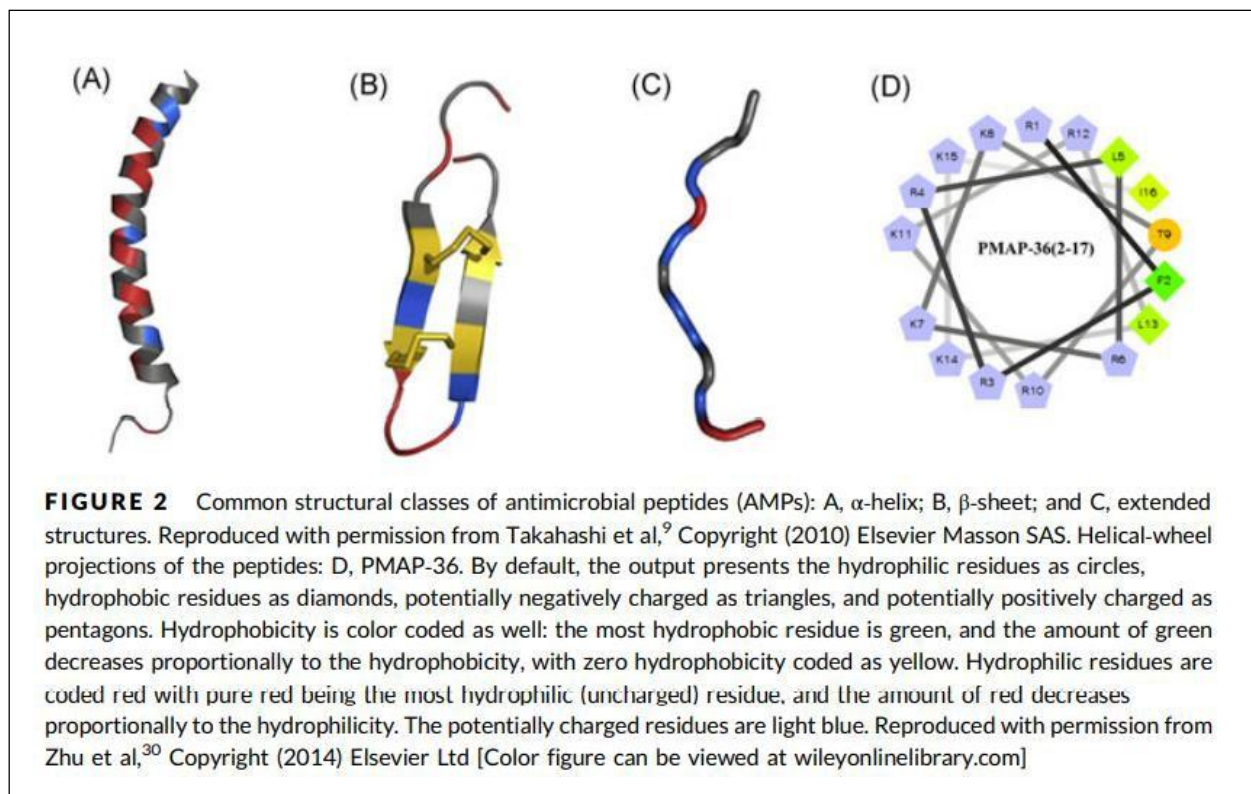 (A)
(B)
(C)
(D)
K8
R1
R12
K15
L5
R4
I16
K11
PMAP-36(2-17)
T9
F2
K7
L13
K14
R6
R3
R10
FIGURE 2 Common structural classes of antimicrobial peptides (AMPs): A, α-helix; B, β-sheet; and C, extended
structures. Reproduced with permission from Takahashi et al,9 Copyright (2010) Elsevier Masson SAS. Helical-wheel
projections of the peptides: D, PMAP-36. By default, the output presents the hydrophilic residues as circles,
hydrophobic residues as diamonds, potentially negatively charged as triangles, and potentially positively charged as
pentagons. Hydrophobicity is color coded as well: the most hydrophobic residue is green, and the amount of green
decreases proportionally to the hydrophobicity, with zero hydrophobicity coded as yellow. Hydrophilic residues are
coded red with pure red being the most hydrophilic (uncharged) residue, and the amount of red decreases
proportionally to the hydrophilicity. The potentially charged residues are light blue. Reproduced with permission from
Zhu et al,30 Copyright (2014) Elsevier Ltd [Color figure can be viewed at wileyonlinelibrary.com]